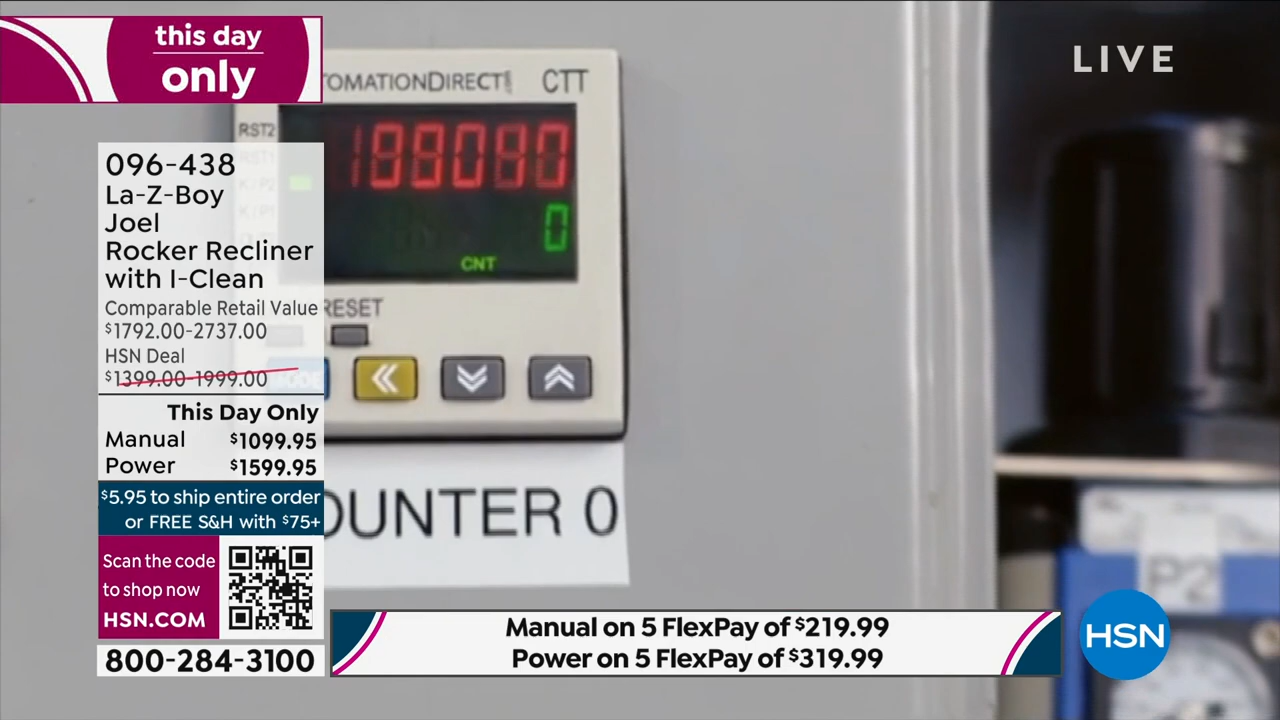 this day
only
LIVE
TOMATIONDIRECT CTT
RST2
0
CNT
RESET
OUNTER 0
P2
096-438
La-Z-Boy
Joel
Rocker Recliner
with I-Clean
Comparable Retail Value
$1792.00-2737.00
HSN Deal
$1399.00-1999.00
This Day Only
Manual $1099.95
Power $1599.95
$5.95 to ship entire order
or FREE S&H with $75+
Scan the code
to shop now
HSN.COM
800-284-3100
Manual on 5 FlexPay of $219.99
Power on 5 FlexPay of $319.99
HSN